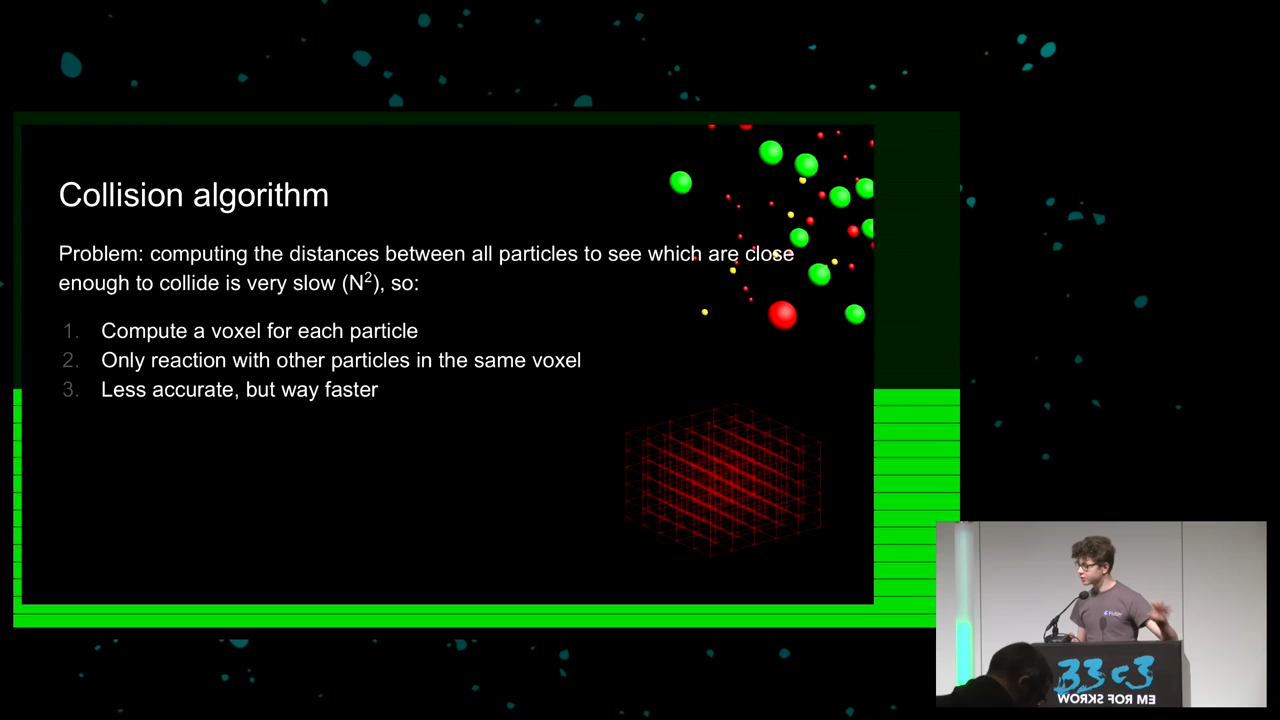 Collision algorithm
Problem: computing the distances between all particles to see which are close
enough to collide is very slow (N²), so:
1. Compute a voxel for each particle
2. Only reaction with other particles in the same voxel
3. Less accurate, but way faster
33c3
WORKS FOR ME